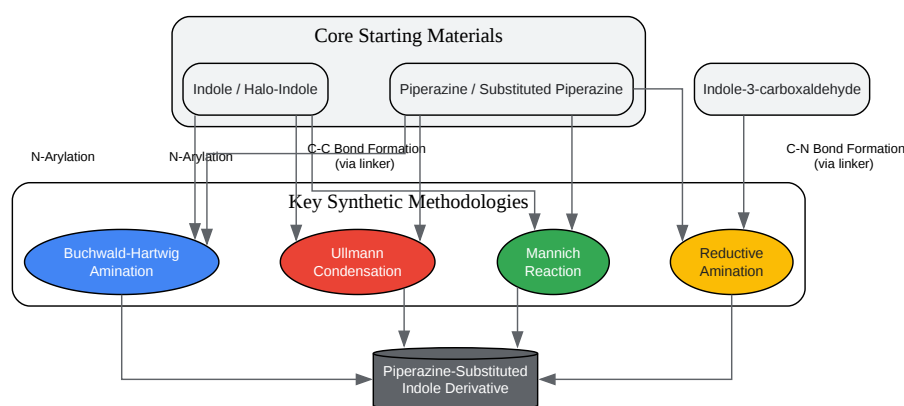 Core Starting Materials
Indole / Halo-Indole
Piperazine / Substituted Piperazine
Indole-3-carboxaldehyde
N-Arylation
N-Arylation
C-C Bond Formation
(via linker)
C-N Bond Formation
(via linker)
Key Synthetic Methodologies
Buchwald-Hartwig
Amination
Ullmann
Condensation
Mannich
Reaction
Reductive
Amination
Piperazine-Substituted
Indole Derivative